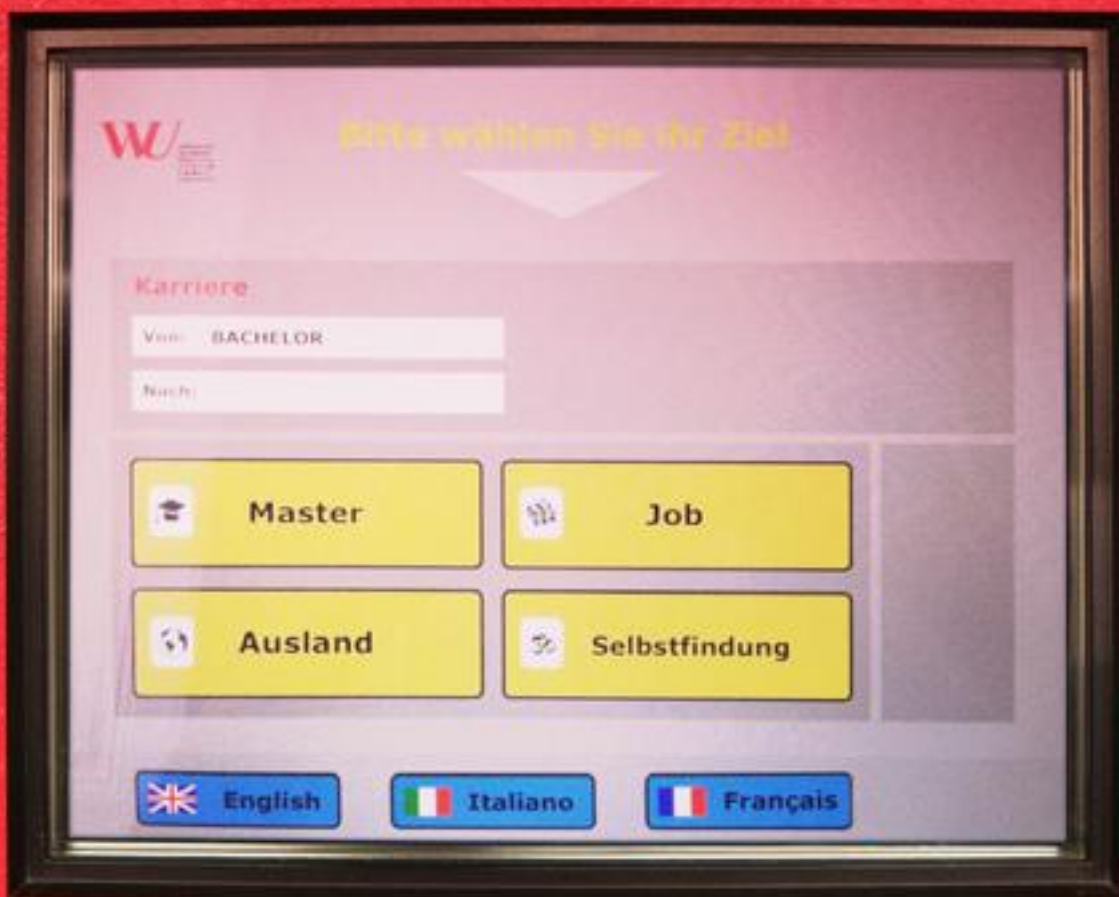 WU
Bitte wählen Sie ihr Ziel
Karriere
Von: BACHELOR
Nach:
Master
Job
Ausland
Selbstfindung
English
Italiano
Français